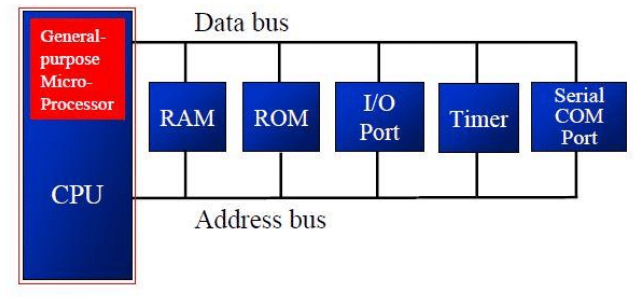 General-
purpose
Micro-
Processor
CPU
Data bus
RAM
ROM
I/O
Port
Timer
Serial
COM
Port
Address bus